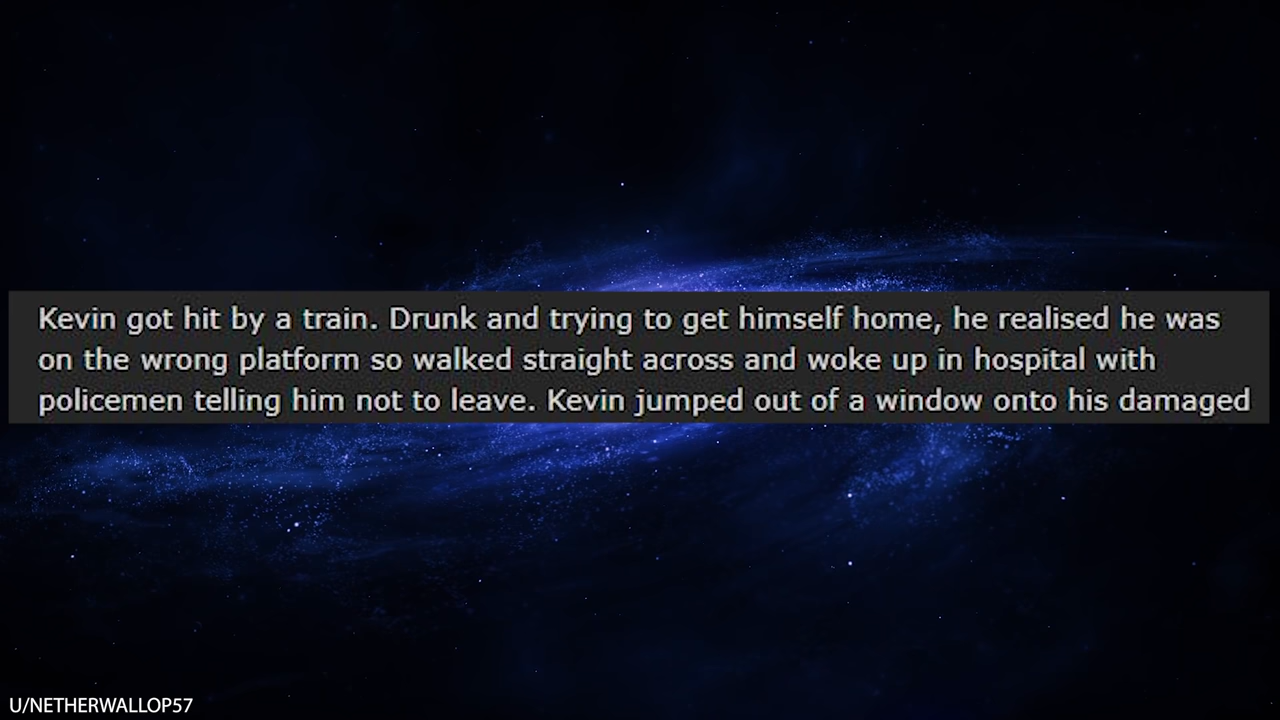 Kevin got hit by a train. Drunk and trying to get himself home, he realised he was
on the wrong platform so walked straight across and woke up in hospital with
policemen telling him not to leave. Kevin jumped out of a window onto his damaged
U/NETHERWALLOP57